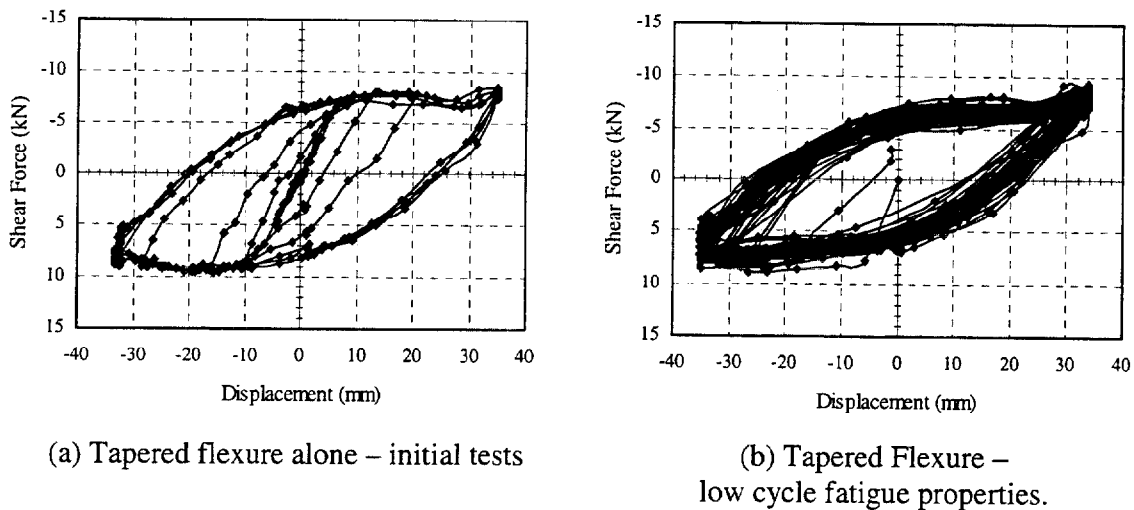 -15
-10
-5
0
5
10
15
Shear Force (kN)
-40 -30 -20 -10 0 10 20 30 40
Displacement (mm)
(a) Tapered flexure alone – initial tests
-15
-10
-5
0
5
10
15
Shear Force (kN)
-40 -30 -20 -10 0 10 20 30 40
Displacement (mm)
(b) Tapered Flexure –
low cycle fatigue properties.